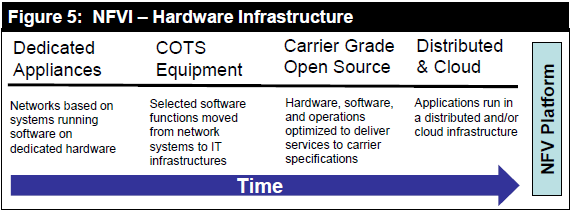 Figure 5:  NFVI – Hardware Infrastructure
Dedicated
Appliances
Networks based on
systems running
software on
dedicated hardware
COTS
Equipment
Selected software
functions moved
from network
systems to IT
infrastructures
Carrier Grade
Open Source
Hardware, software,
and operations
optimized to deliver
services to carrier
specifications
Distributed
& Cloud
Applications run in
a distributed and/or
cloud infrastructure
NFV Platform
Time